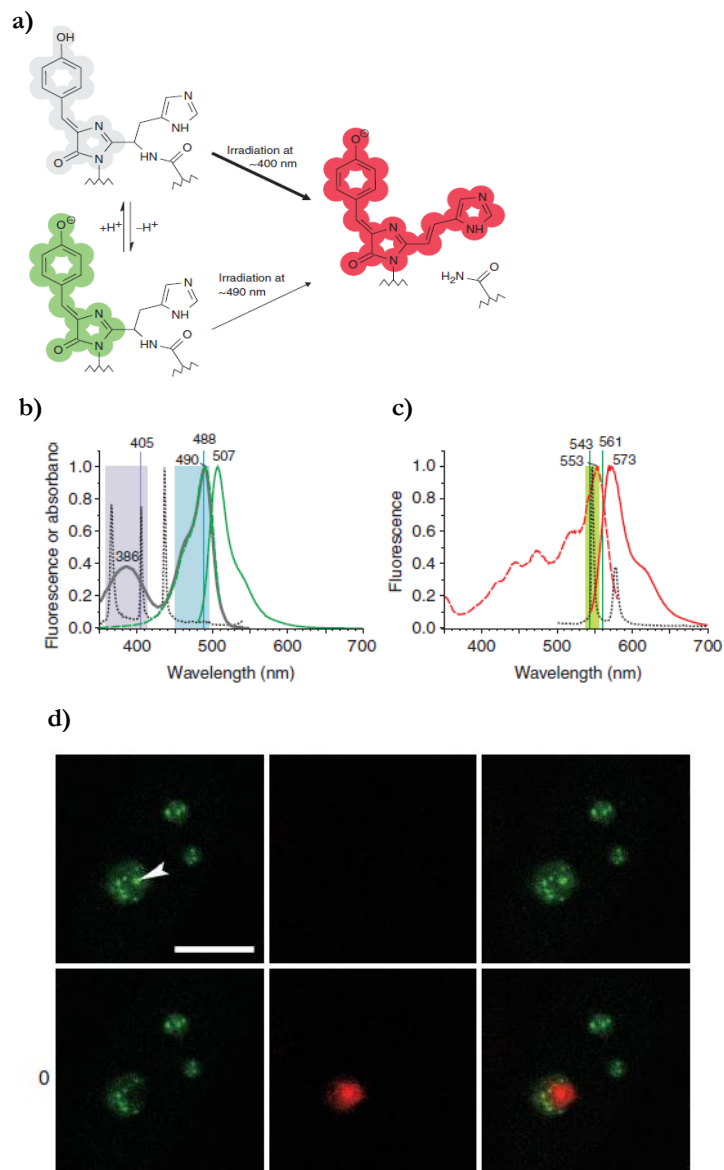 a)
OH
N
N
O
N
NH
NH
O
Irradiation at
~400 nm
+H+
–H+
O⊖
N
N
O
N
NH
NH
O
Irradiation at
~490 nm
O⊖
N
N
O
N
NH
H₂N
O
b)
c)
405
488
490
507
386
Fluorescence or absorbanc
1.0
0.8
0.6
0.4
0.2
0.0
400
500
600
700
Wavelength (nm)
543
561
553
573
Fluorescence
1.0
0.8
0.6
0.4
0.2
0.0
400
500
600
700
Wavelength (nm)
d)
0